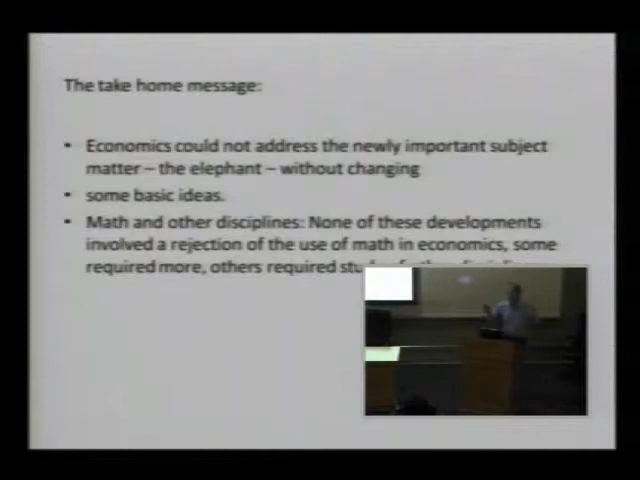 The take home message:
• Economics could not address the newly important subject
matter – the elephant – without changing
• some basic ideas.
• Math and other disciplines: None of these developments
involved a rejection of the use of math in economics, some
required more, others required